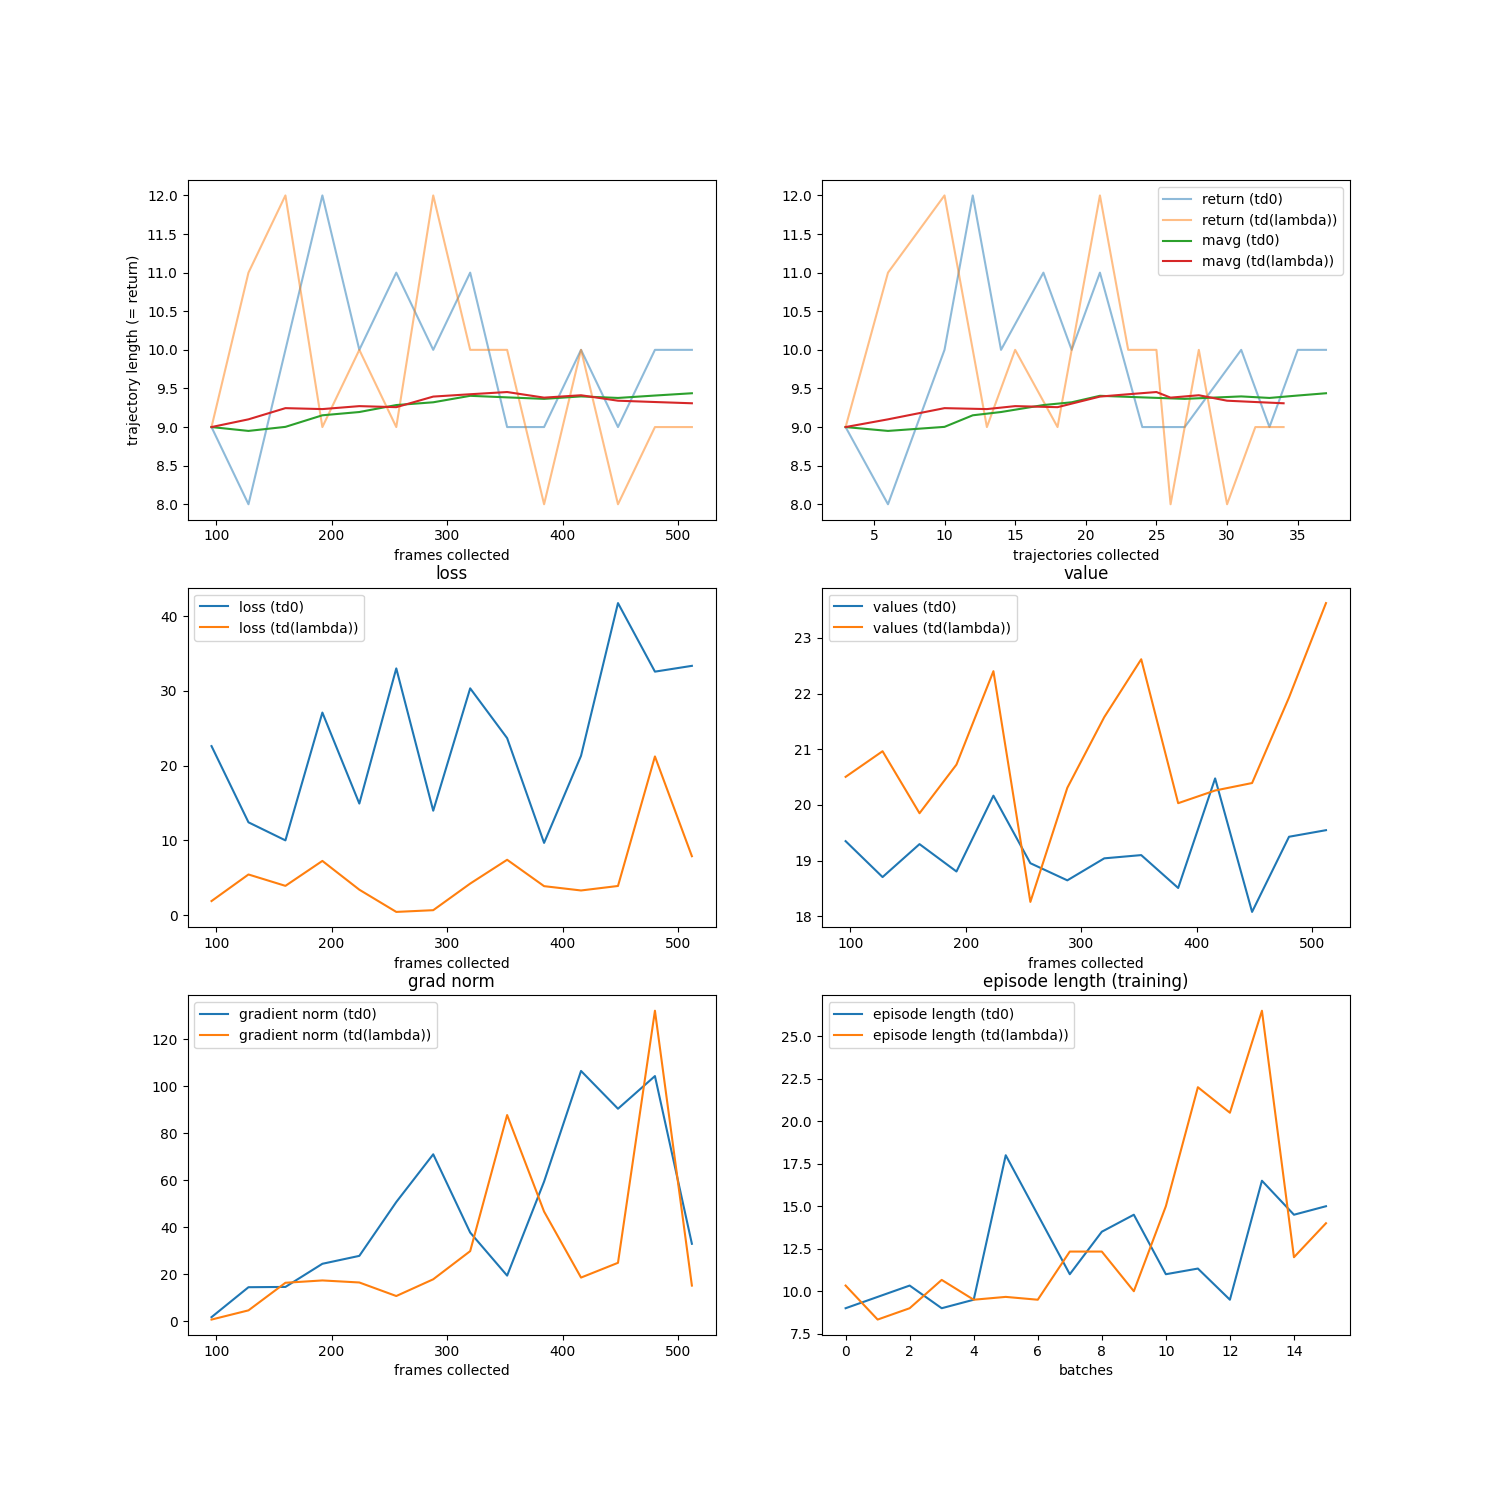 12.0
11.5
11.0
10.5
10.0
9.5
9.0
8.5
8.0
trajectory length (= return)
100 200 300 400 500
frames collected
12.0
11.5
11.0
10.5
10.0
9.5
9.0
8.5
8.0
return (td0)
return (td(lambda))
mavg (td0)
mavg (td(lambda))
5 10 15 20 25 30 35
trajectories collected
loss
loss (td0)
loss (td(lambda))
40
30
20
10
0
100 200 300 400 500
frames collected
value
values (td0)
values (td(lambda))
23
22
21
20
19
18
100 200 300 400 500
frames collected
grad norm
gradient norm (td0)
gradient norm (td(lambda))
120
100
80
60
40
20
0
100 200 300 400 500
frames collected
episode length (training)
episode length (td0)
episode length (td(lambda))
25.0
22.5
20.0
17.5
15.0
12.5
10.0
7.5
0 2 4 6 8 10 12 14
batches